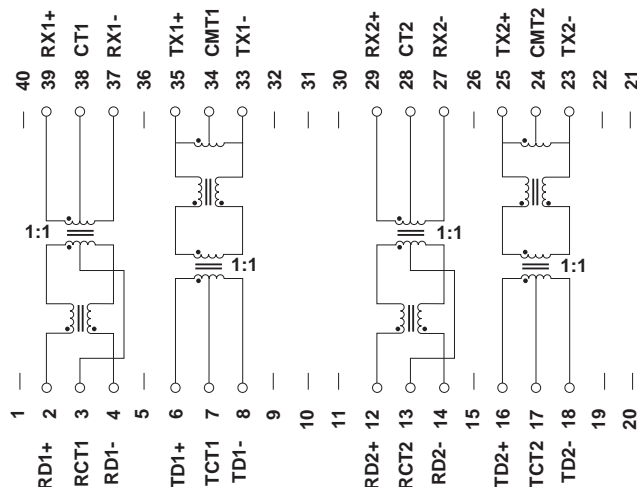 RX1+ CT1 RX1- TX1+ CMT1 TX1- RX2+ CT2 RX2- TX2+ CMT2 TX2-
40 39 38 37 36 35 34 33 32 31 30 29 28 27 26 25 24 23 22 21
1:1 1:1 1:1 1:1
1 2 3 4 5 6 7 8 9 10 11 12 13 14 15 16 17 18 19 20
RD1+ RCT1 RD1- TD1+ TCT1 TD1- RD2+ RCT2 RD2- TD2+ TCT2 TD2-